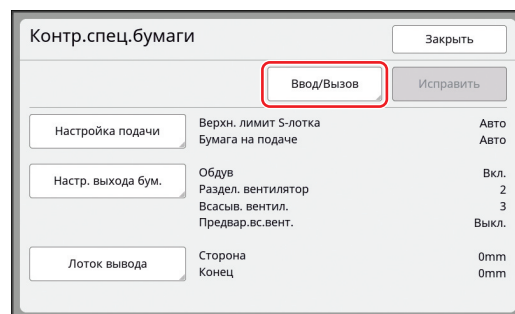 Контр.спец.бумаги
Закрыть
Ввод/Вызов
Исправить
Настройка подачи
Верхн. лимит S-лотка Авто
Бумага на подаче Авто
Настр. выхода бум.
Обдув Вкл.
Раздел. вентилятор 2
Всасыв. вентил. 3
Предвар.вс.вент. Выкл.
Лоток вывода
Сторона 0mm
Конец 0mm